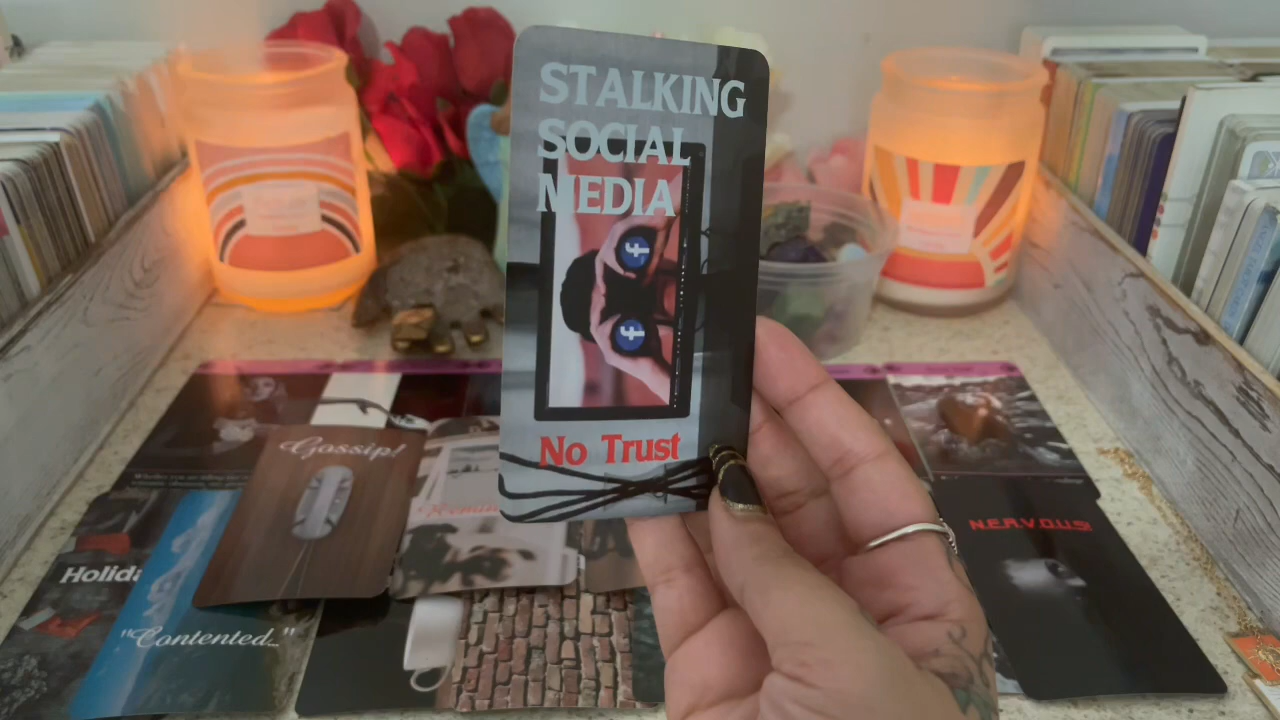 STALKING
SOCIAL
MEDIA
f
f
No Trust
Gossip!
N.E.R.V.O.U.S!
Holida
"Contented..."